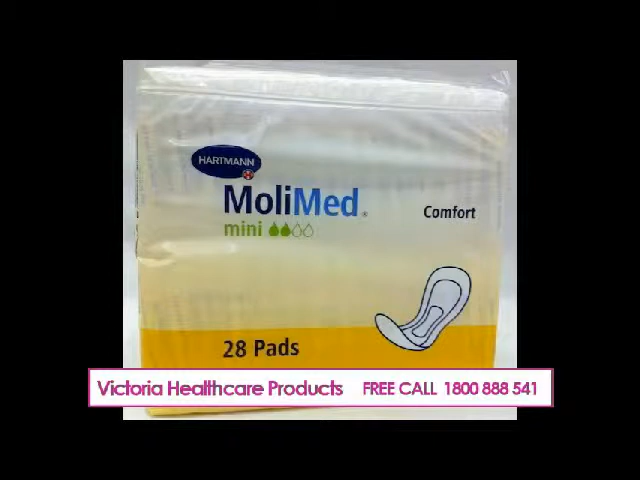 HARTMANN
MoliMed®
mini
Comfort
28 Pads
Victoria Healthcare Products FREE CALL 1800 888 541